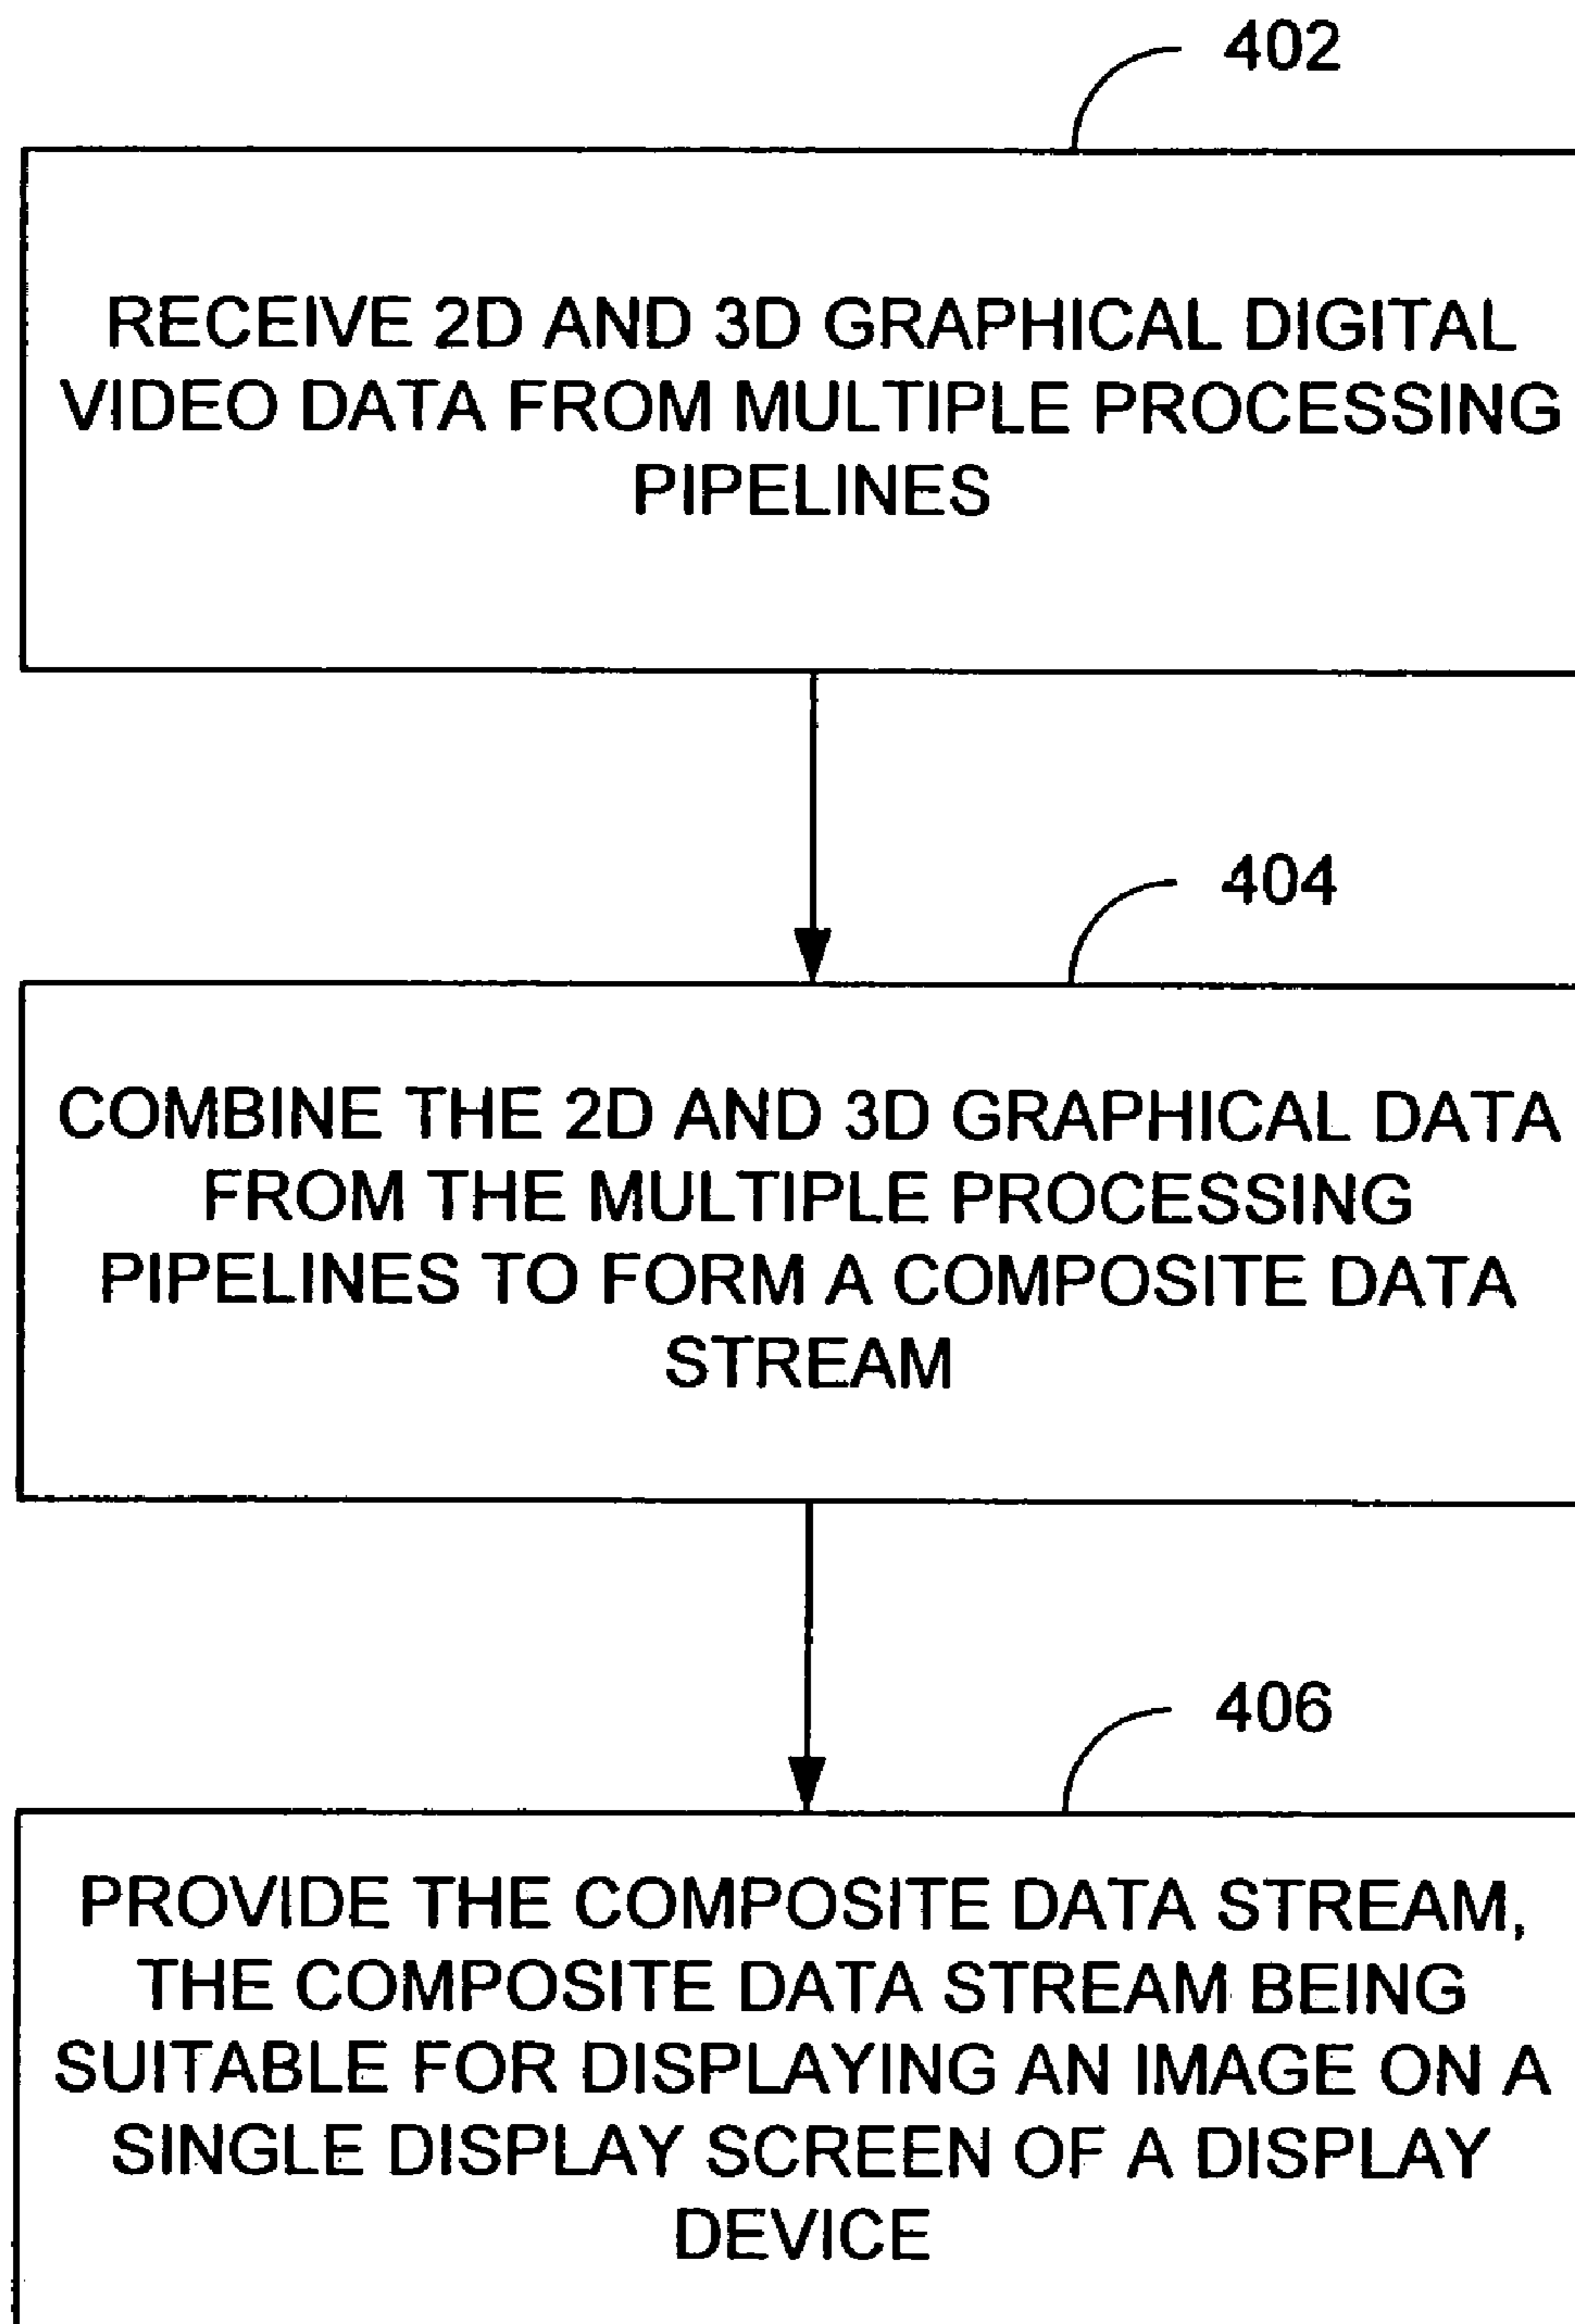 402
RECEIVE 2D AND 3D GRAPHICAL DIGITAL
VIDEO DATA FROM MULTIPLE PROCESSING
PIPELINES
404
COMBINE THE 2D AND 3D GRAPHICAL DATA
FROM THE MULTIPLE PROCESSING
PIPELINES TO FORM A COMPOSITE DATA
STREAM
406
PROVIDE THE COMPOSITE DATA STREAM,
THE COMPOSITE DATA STREAM BEING
SUITABLE FOR DISPLAYING AN IMAGE ON A
SINGLE DISPLAY SCREEN OF A DISPLAY
DEVICE